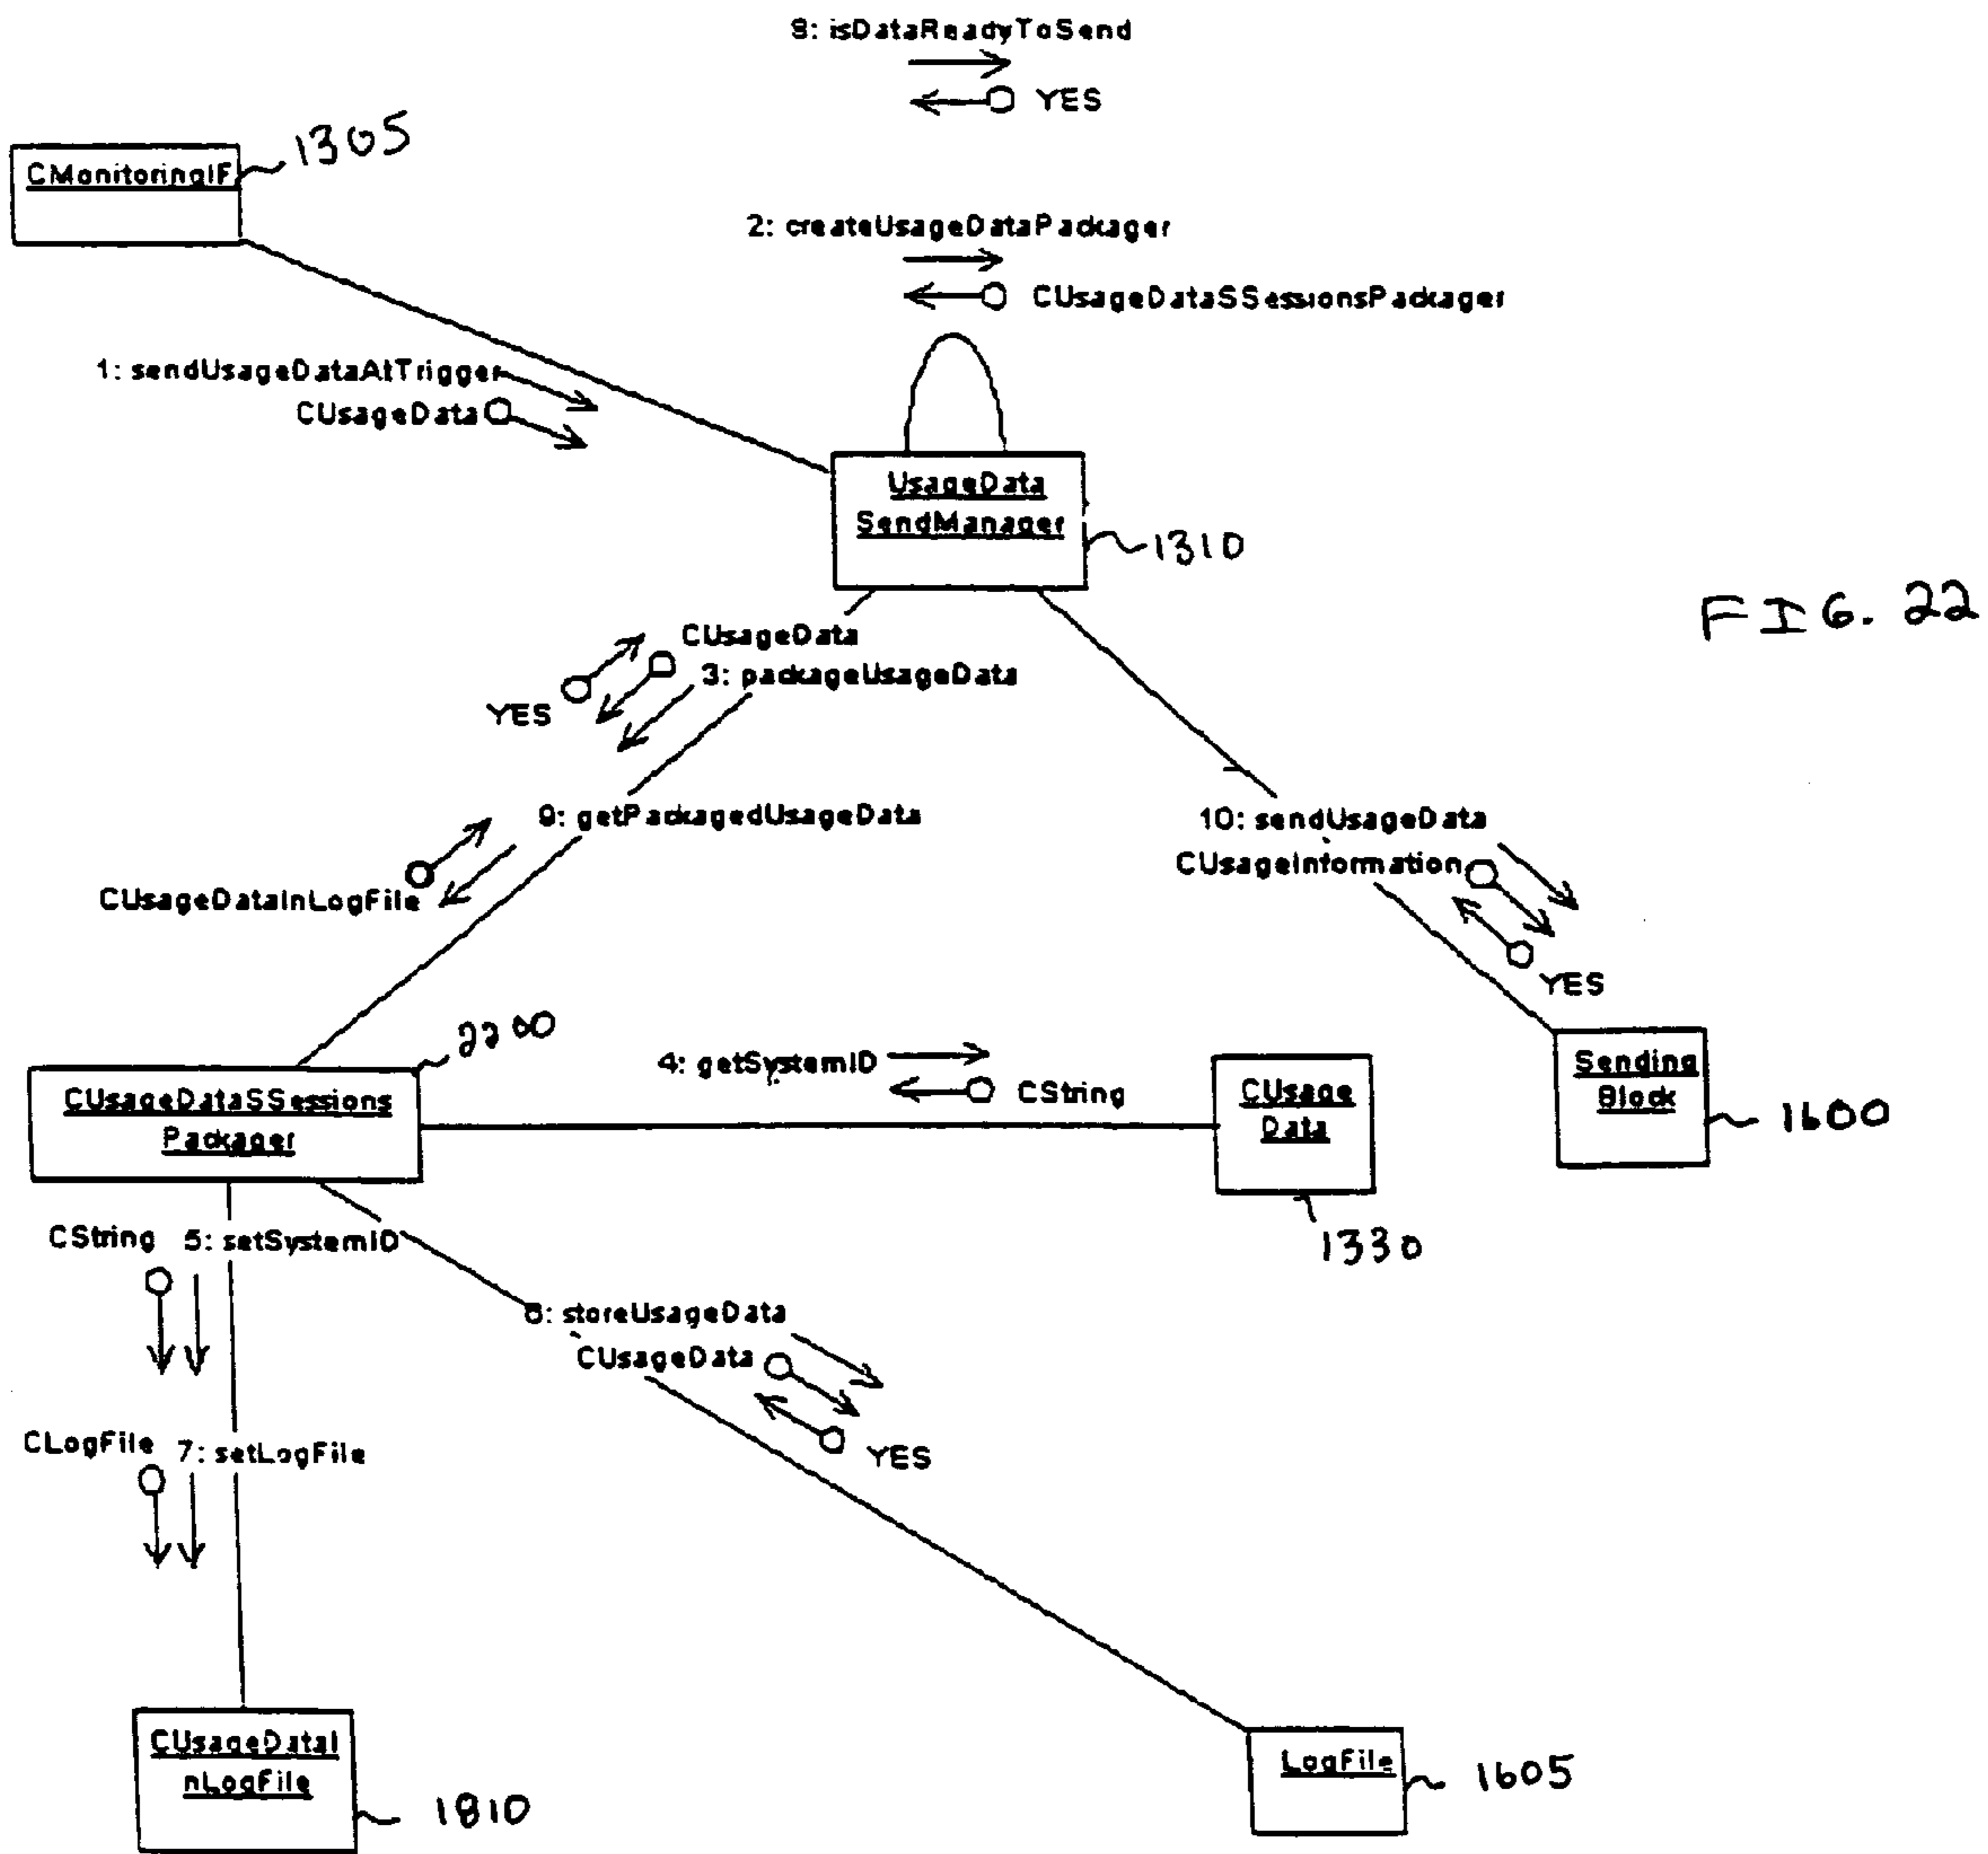 8: isDataReadyToSend
YES
1305
CMonitoringIF
2: createUsageDataPackager
CUsageDataSSessionsPackager
1: sendUsageDataAtTrigger
CUsageData
UsageData
SendManager
1310
FIG. 22
CUsageData
3: packageUsageData
YES
9: getPackagedUsageData
CUsageDataInLogFile
10: sendUsageData
CUsageInformation
YES
2200
4: getSystemID
CString
CUsageDataSSessions
Packager
CUsage
Data
1330
Sending
Block
1600
CString 5: setSystemID
6: storeUsageData
CUsageData
YES
CLogFile 7: setLogFile
CUsageDataI
nLogFile
1810
LogFile
1605